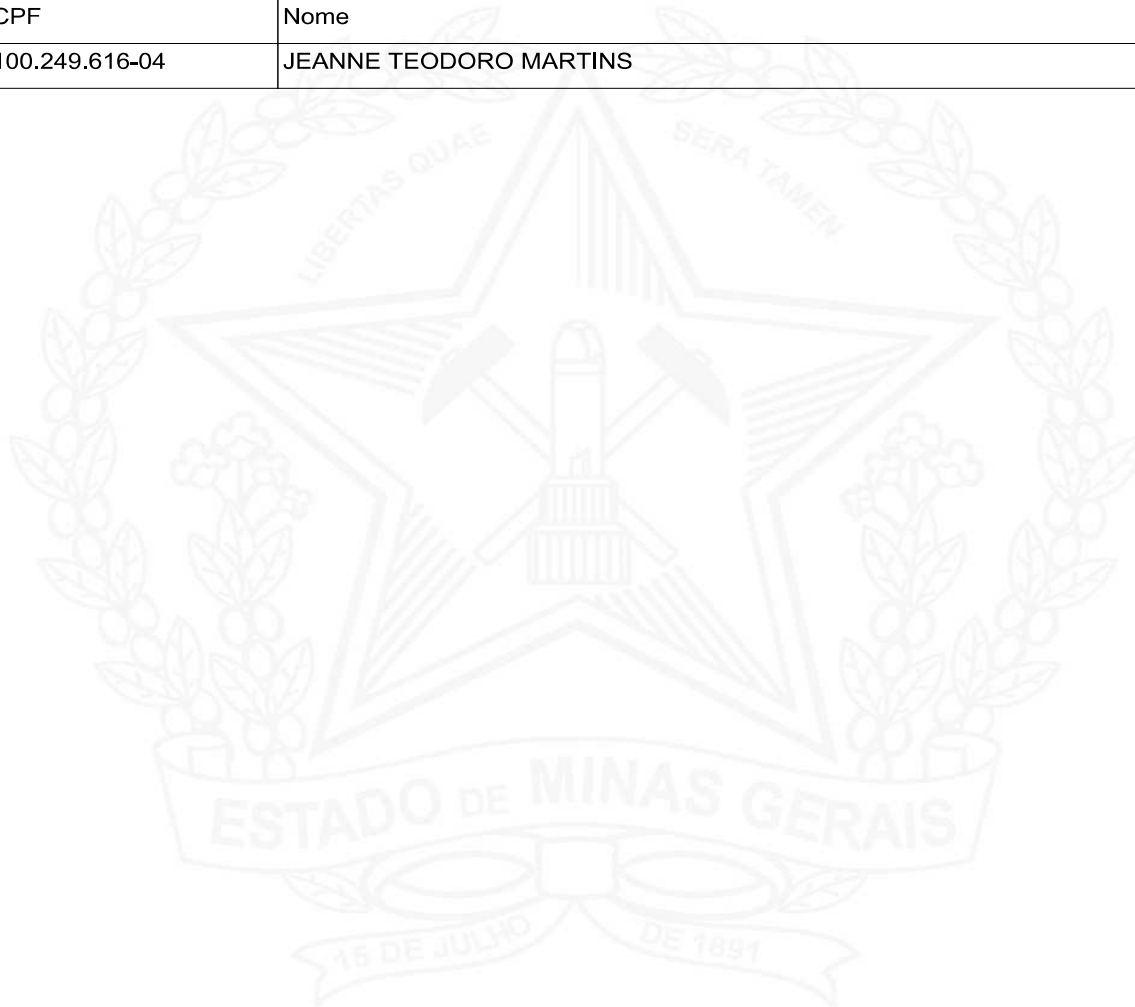 CPF Nome
100.249.616-04 JEANNE TEODORO MARTINS
LIBERTAS QUAE SERA TAMEN
ESTADO DE MINAS GERAIS
15 DE JULHO DE 1891